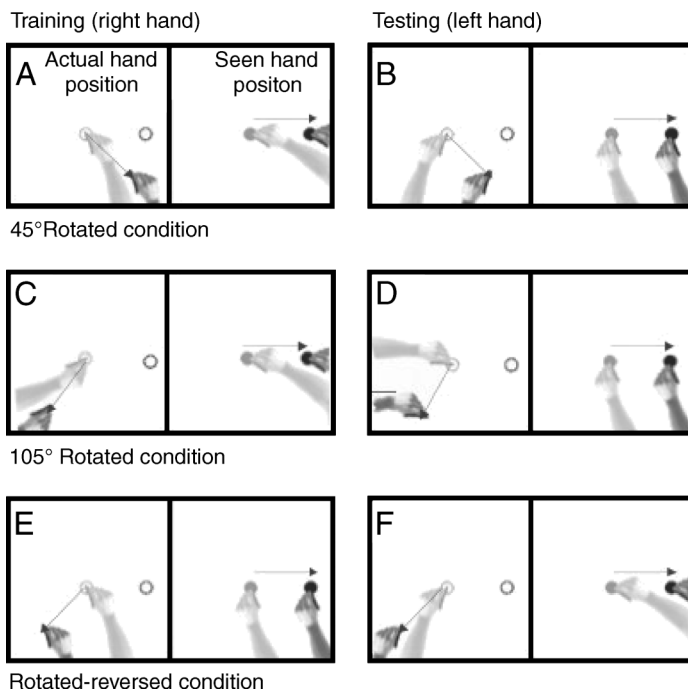 Training (right hand)
Testing (left hand)
A
Actual hand
position
Seen hand
positon
B
45°Rotated condition
C
D
105° Rotated condition
E
F
Rotated-reversed condition